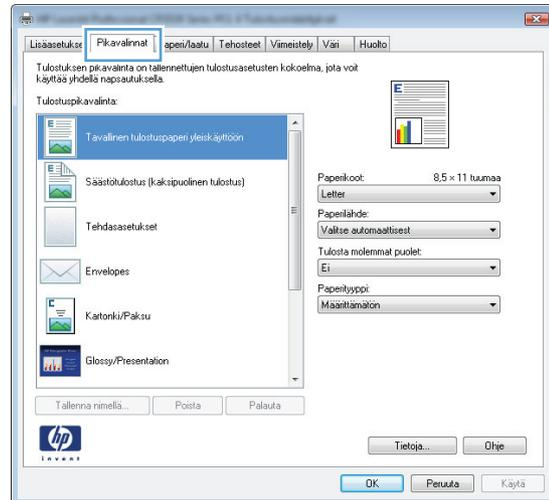 Lisäasetukse
Pikavalinnat
aperi/laatu
Tehosteet
Viimeistely
Väri
Huolto
Tulostuksen pikavalinta on tallennettujen tulostusasetusten kokoelma, jota voit
käyttää yhdellä napsautuksella.
Tulostuspikavalinta:
Tavallinen tulostuspaperi yleiskäyttöön
Säästötulostus (kaksipuolinen tulostus)
Tehdasasetukset
Envelopes
Kartonki/Paksu
Glossy/Presentation
Tallenna nimellä...
Poista
Palauta
E
Paperikoot:
8,5 × 11 tuumaa
Letter
Paperilähde:
Valitse automaattisest
Tulosta molemmat puolet:
Ei
Paperityyppi:
Määrittämätön
hp
invent
Tietoja...
Ohje
OK
Peruuta
Käytä